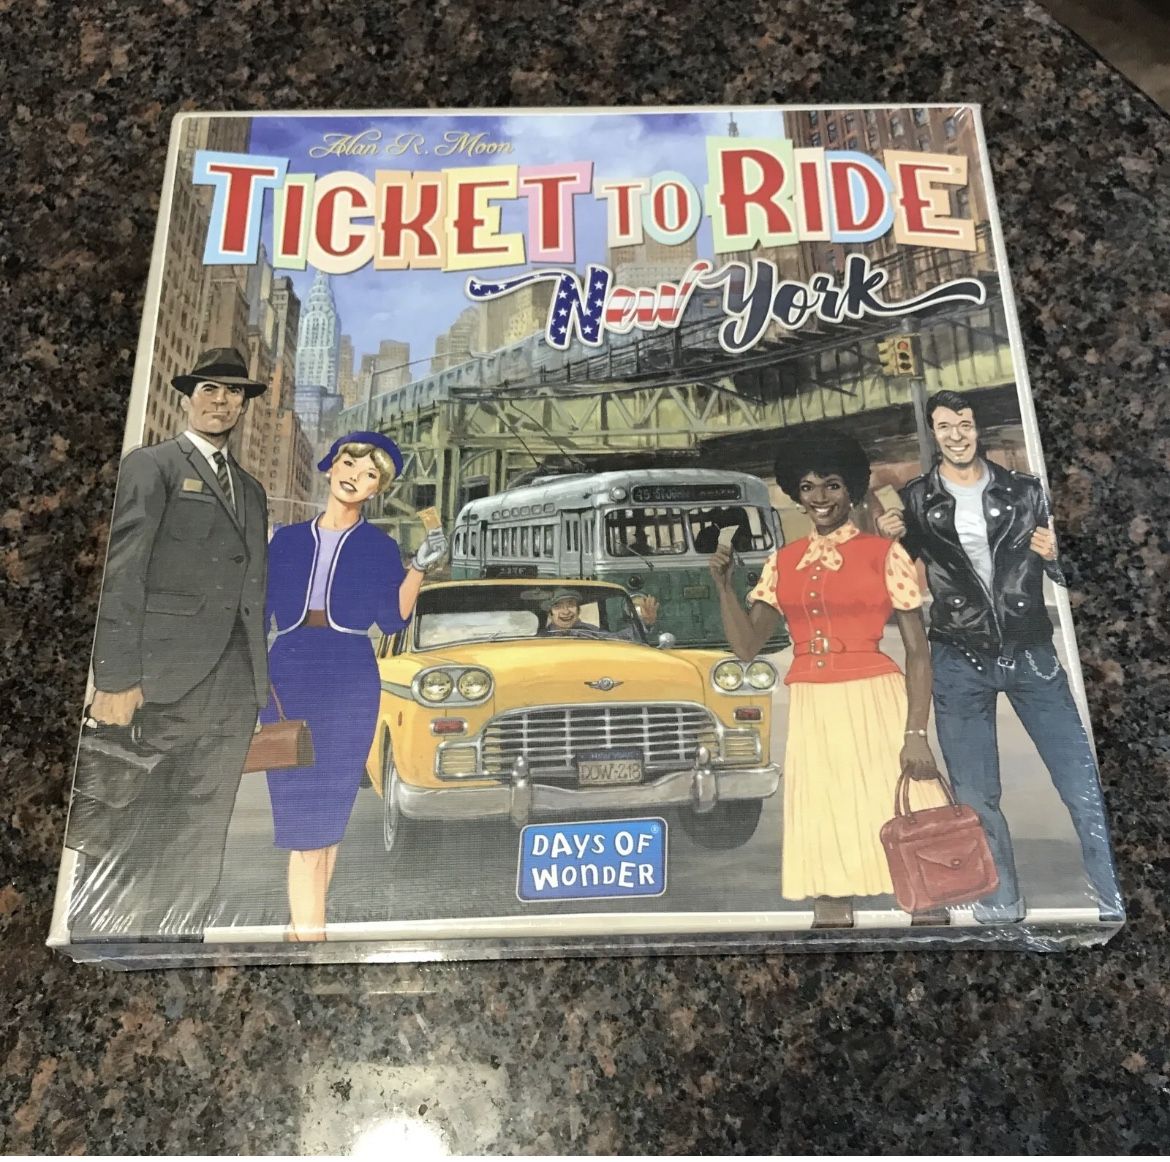 Alan R. Moon
TICKET TO RIDE
New York
DOW-218
DAYS OF
WONDER®